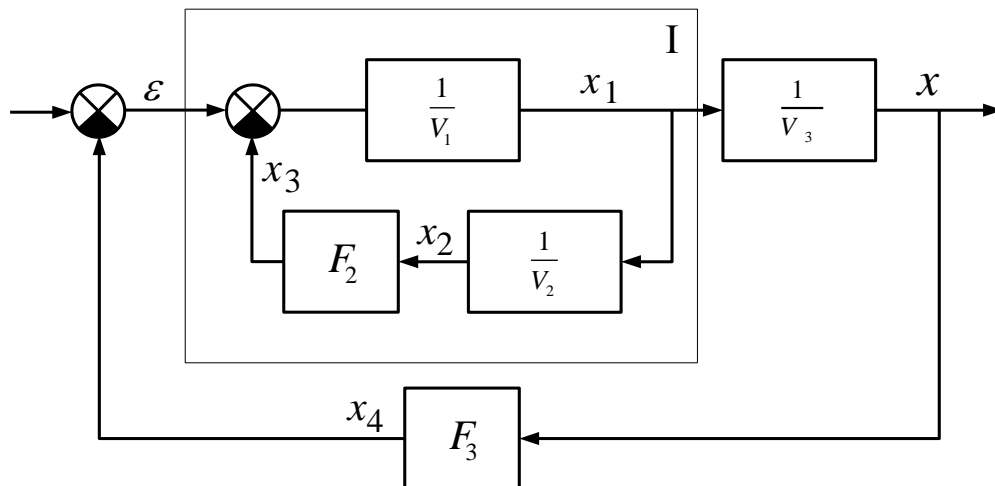 I
ε
1
V₁
x₁
1
V₃
x
x₃
F₂
x₂
1
V₂
x₄
F₃